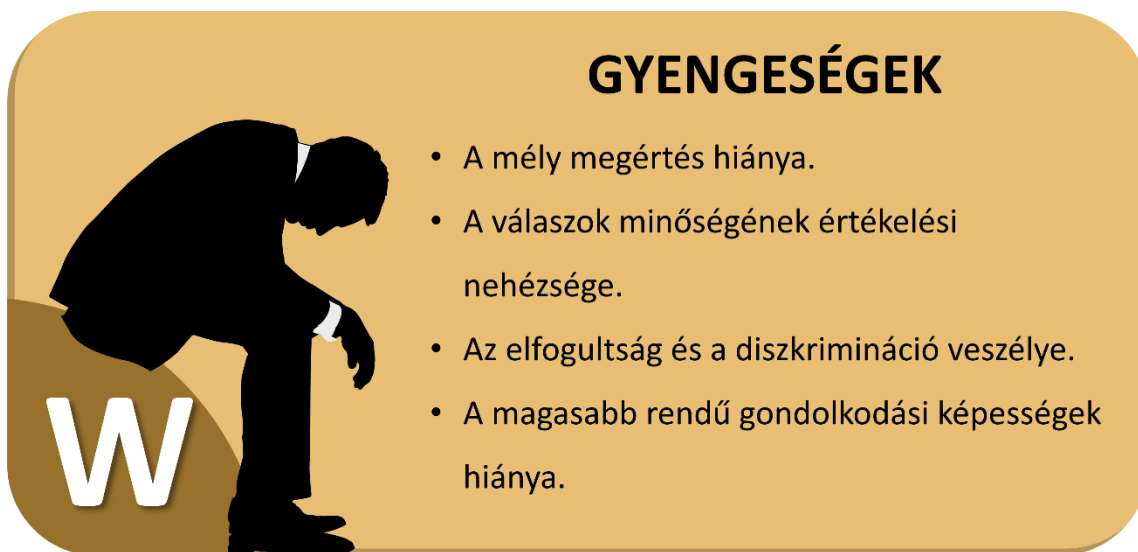 GYENGESÉGEK
• A mély megértés hiánya.
• A válaszok minőségének értékelési
nehézsége.
• Az elfogultság és a diszkrimináció veszélye.
• A magasabb rendű gondolkodási képességek
hiánya.
W